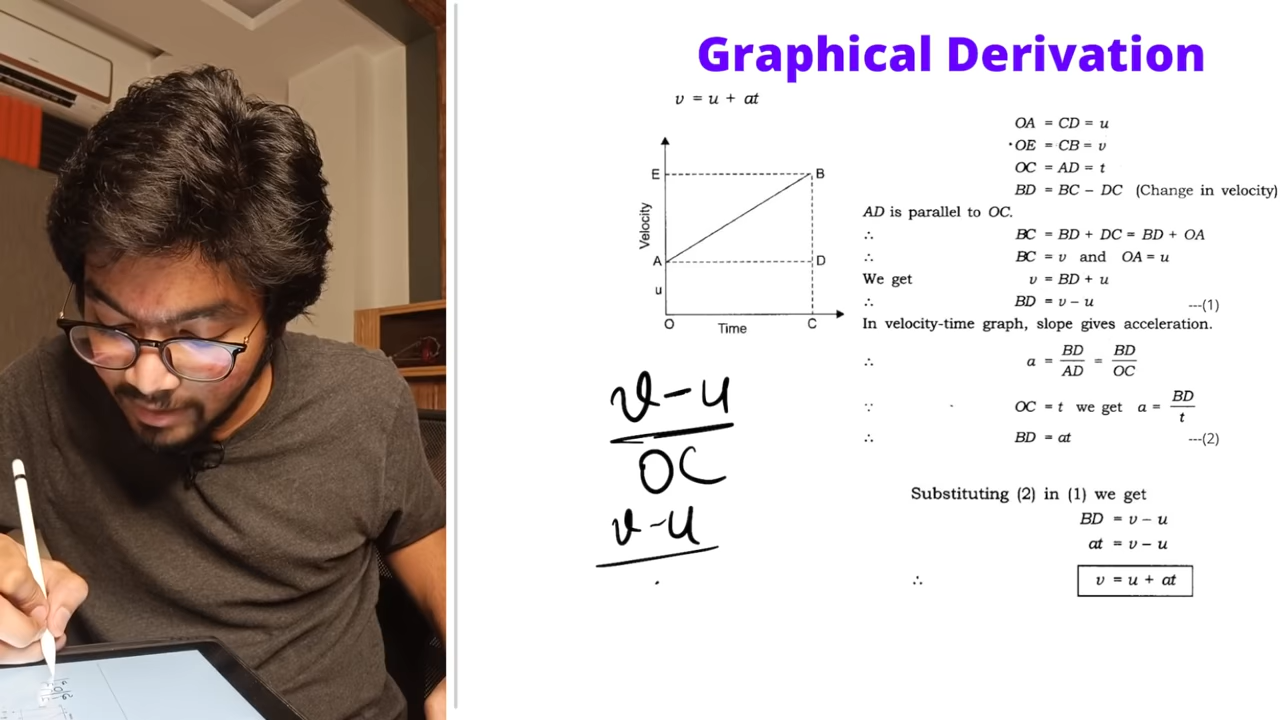 Graphical Derivation
v = u + at
E
B
Velocity
A
D
u
O
Time
C
OA = CD = u
OE = CB = v
OC = AD = t
BD = BC − DC (Change in velocity)
AD is parallel to OC.
∴ BC = BD + DC = BD + OA
∴ BC = v and OA = u
We get v = BD + u
∴ BD = v − u ---(1)
In velocity-time graph, slope gives acceleration.
∴ a = BD/AD = BD/OC
∵ OC = t we get a = BD/t
∴ BD = at ---(2)
Substituting (2) in (1) we get
BD = v − u
at = v − u
∴ v = u + at
v-u
OC
v-u